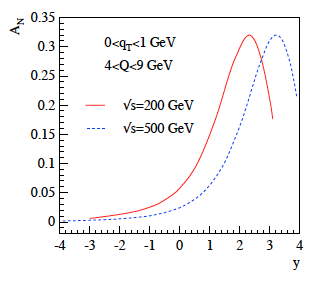 A_N
0.35
0.3
0.25
0.2
0.15
0.1
0.05
0
0<q_T<1 GeV
4<Q<9 GeV
√s=200 GeV
√s=500 GeV
-4 -3 -2 -1 0 1 2 3 4
y